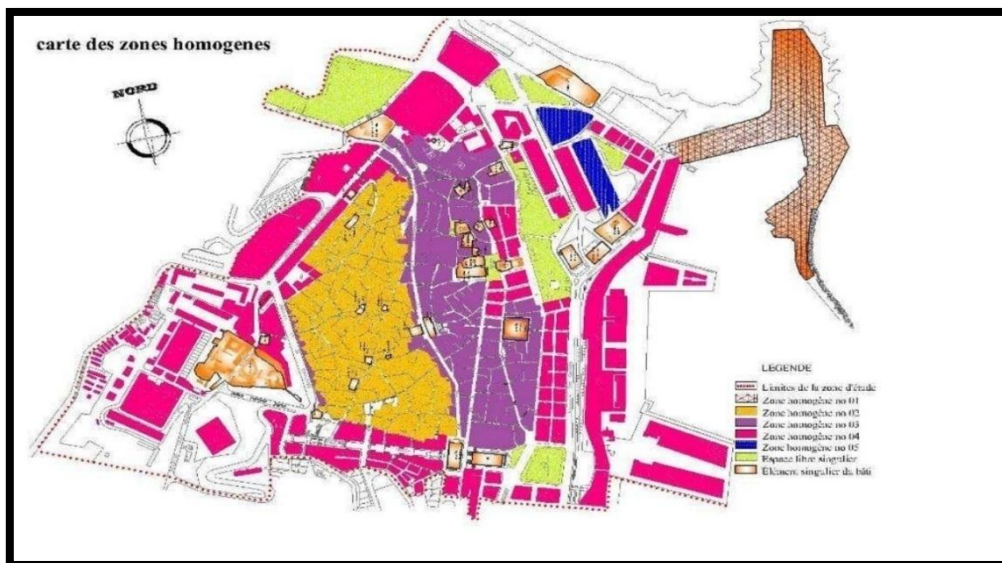 carte des zones homogenes
NORD
LEGENDE
Limites de la zone d'étude
Zone homogène no 01
Zone homogène no 02
Zone homogène no 03
Zone homogène no 04
Zone homogène no 05
Espace libre singulier
Elément singulier du bâti